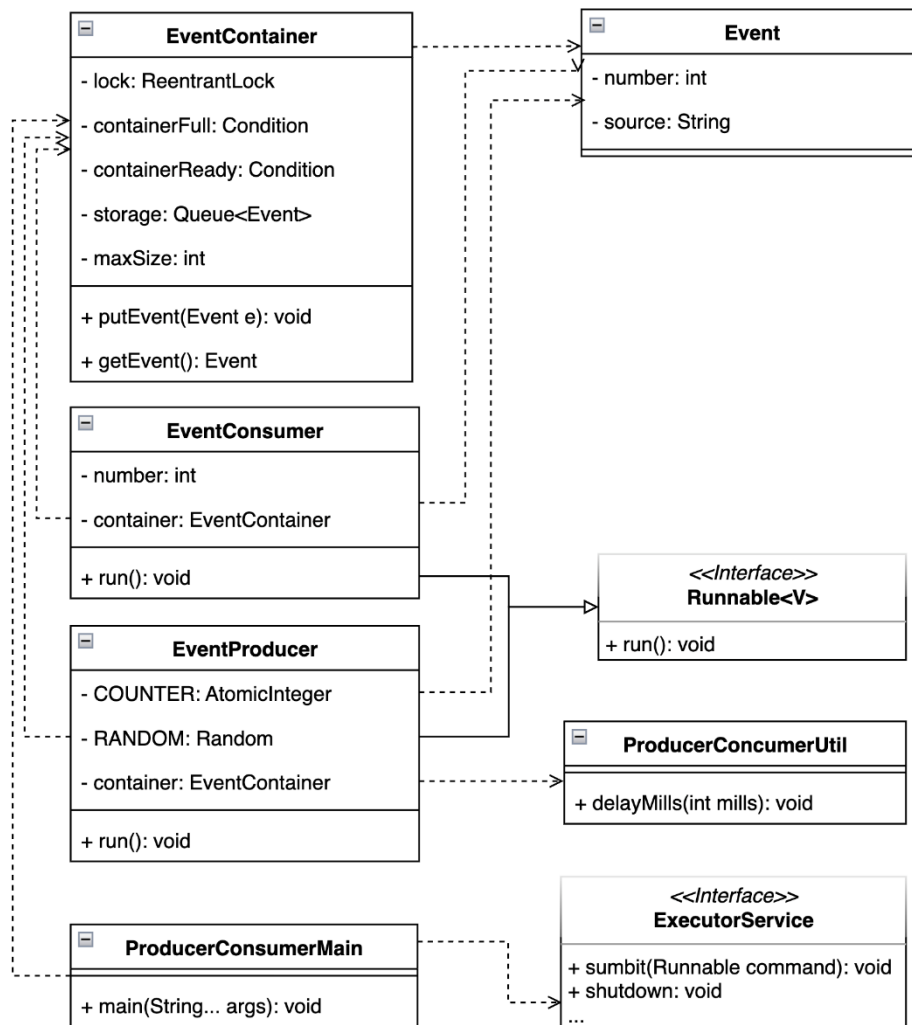 EventContainer
- lock: ReentrantLock
- containerFull: Condition
- containerReady: Condition
- storage: Queue<Event>
- maxSize: int
+ putEvent(Event e): void
+ getEvent(): Event
Event
- number: int
- source: String
EventConsumer
- number: int
- container: EventContainer
+ run(): void
<<Interface>>
Runnable<V>
+ run(): void
EventProducer
- COUNTER: AtomicInteger
- RANDOM: Random
- container: EventContainer
+ run(): void
ProducerConcumerUtil
+ delayMills(int mills): void
ProducerConsumerMain
+ main(String... args): void
<<Interface>>
ExecutorService
+ sumbit(Runnable command): void
+ shutdown: void
...